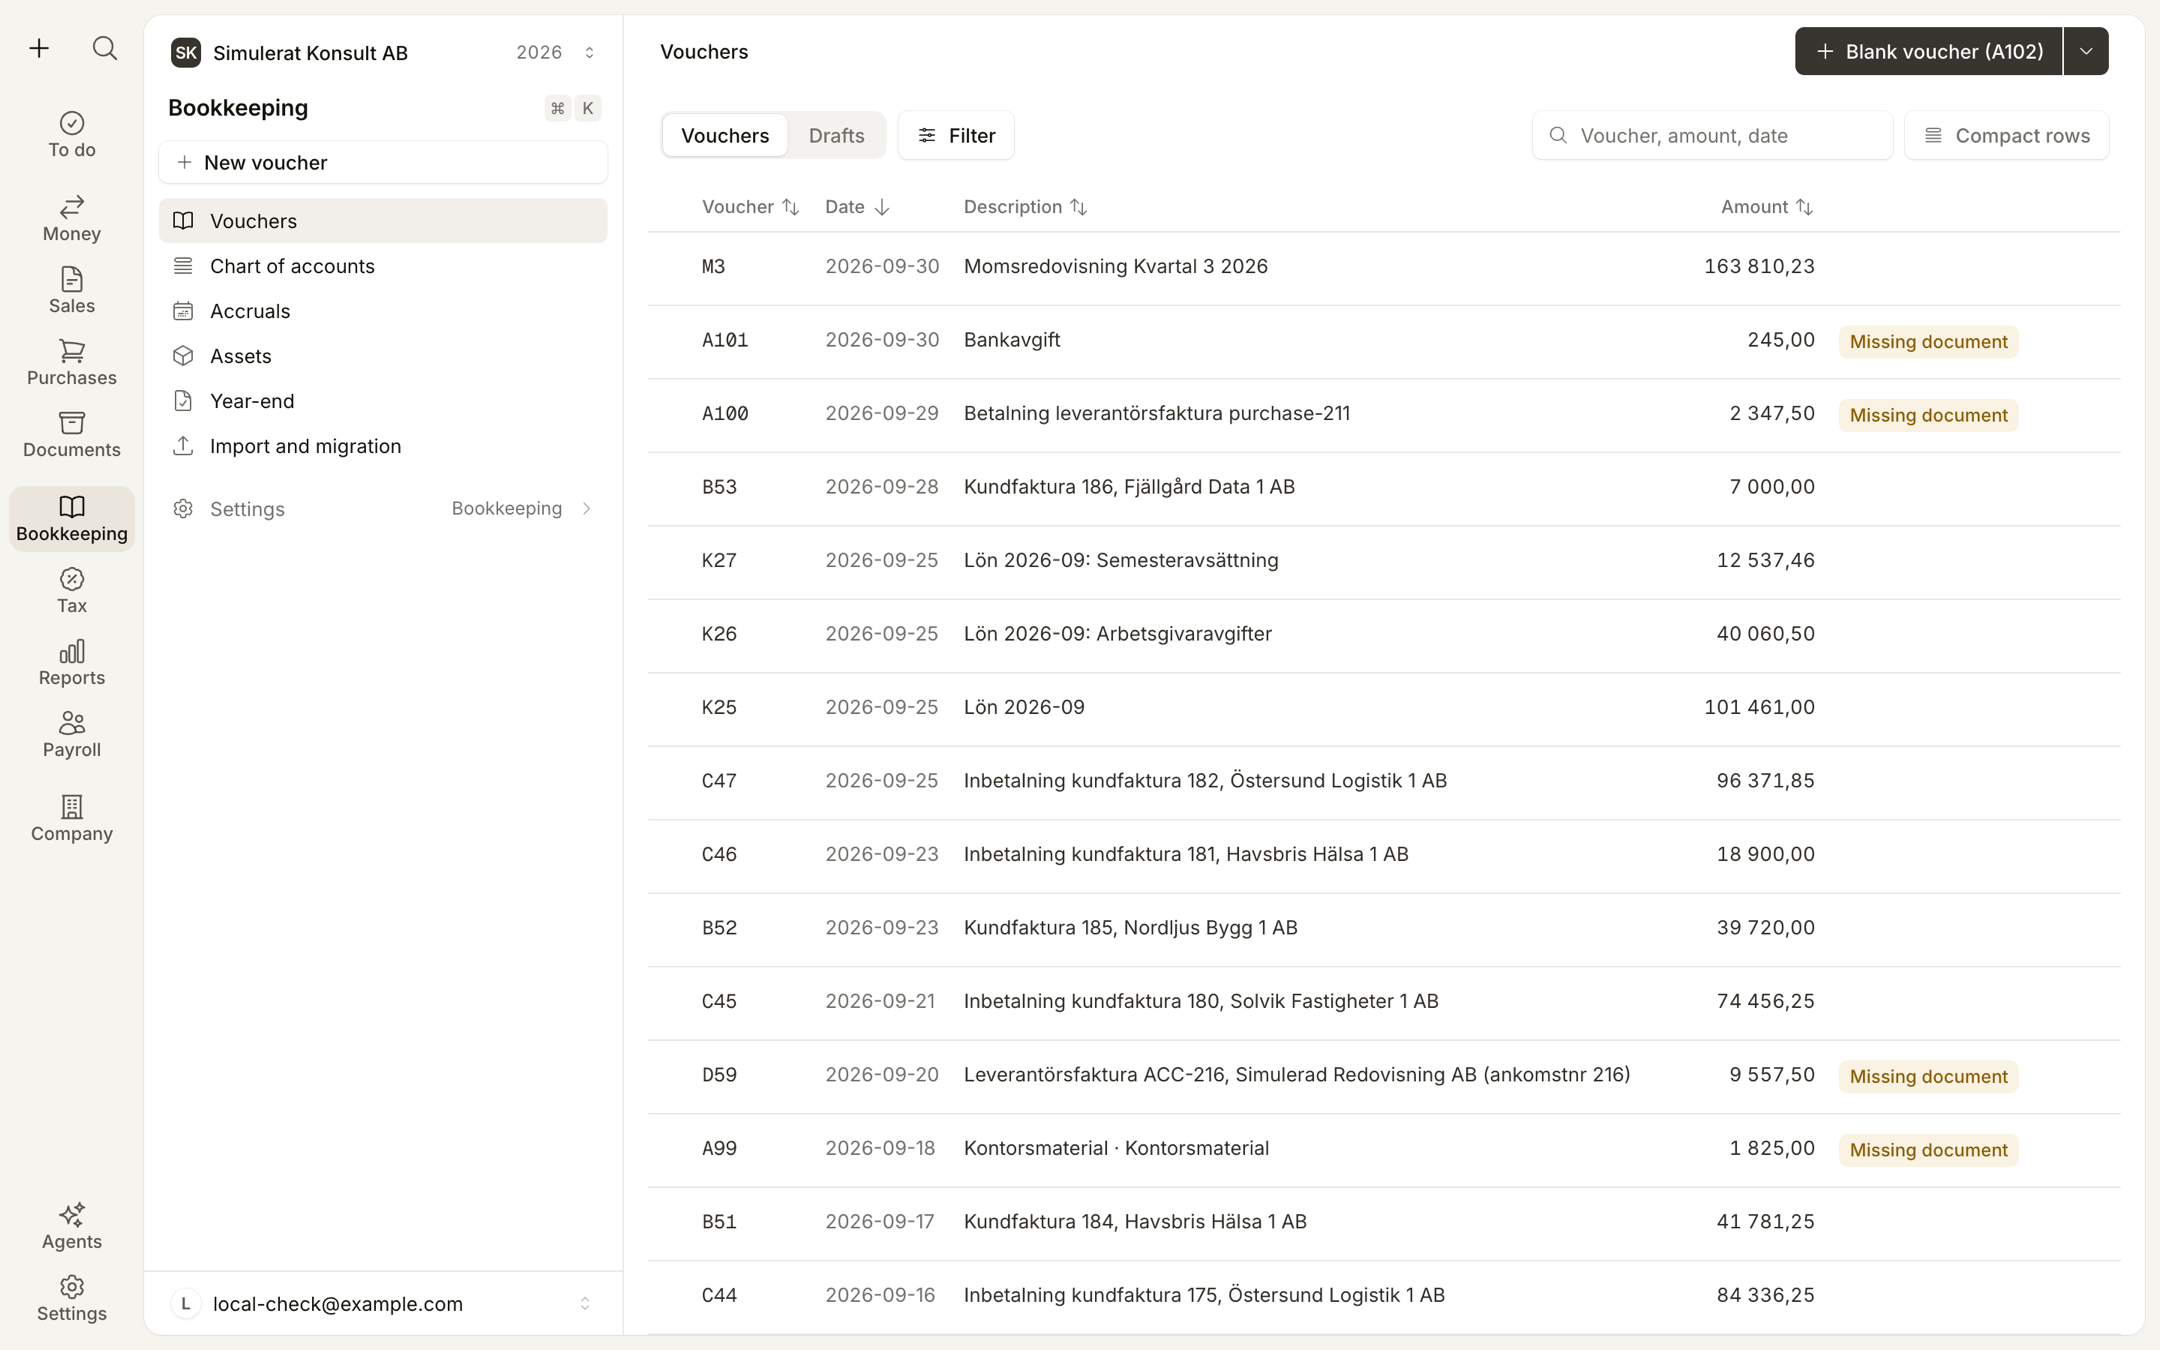 SK Simulerat Konsult AB 2026
Bookkeeping ⌘ K
New voucher
Vouchers
Chart of accounts
Accruals
Assets
Year-end
Import and migration
Settings Bookkeeping
L local-check@example.com
To do
Money
Sales
Purchases
Documents
Bookkeeping
Tax
Reports
Payroll
Company
Agents
Settings
Vouchers
+ Blank voucher (A102)
Vouchers Drafts Filter
Voucher, amount, date
Compact rows
Voucher Date Description Amount
M3 2026-09-30 Momsredovisning Kvartal 3 2026 163 810,23
A101 2026-09-30 Bankavgift 245,00 Missing document
A100 2026-09-29 Betalning leverantörsfaktura purchase-211 2 347,50 Missing document
B53 2026-09-28 Kundfaktura 186, Fjällgård Data 1 AB 7 000,00
K27 2026-09-25 Lön 2026-09: Semesteravsättning 12 537,46
K26 2026-09-25 Lön 2026-09: Arbetsgivaravgifter 40 060,50
K25 2026-09-25 Lön 2026-09 101 461,00
C47 2026-09-25 Inbetalning kundfaktura 182, Östersund Logistik 1 AB 96 371,85
C46 2026-09-23 Inbetalning kundfaktura 181, Havsbris Hälsa 1 AB 18 900,00
B52 2026-09-23 Kundfaktura 185, Nordljus Bygg 1 AB 39 720,00
C45 2026-09-21 Inbetalning kundfaktura 180, Solvik Fastigheter 1 AB 74 456,25
D59 2026-09-20 Leverantörsfaktura ACC-216, Simulerad Redovisning AB (ankomstnr 216) 9 557,50 Missing document
A99 2026-09-18 Kontorsmaterial · Kontorsmaterial 1 825,00 Missing document
B51 2026-09-17 Kundfaktura 184, Havsbris Hälsa 1 AB 41 781,25
C44 2026-09-16 Inbetalning kundfaktura 175, Östersund Logistik 1 AB 84 336,25